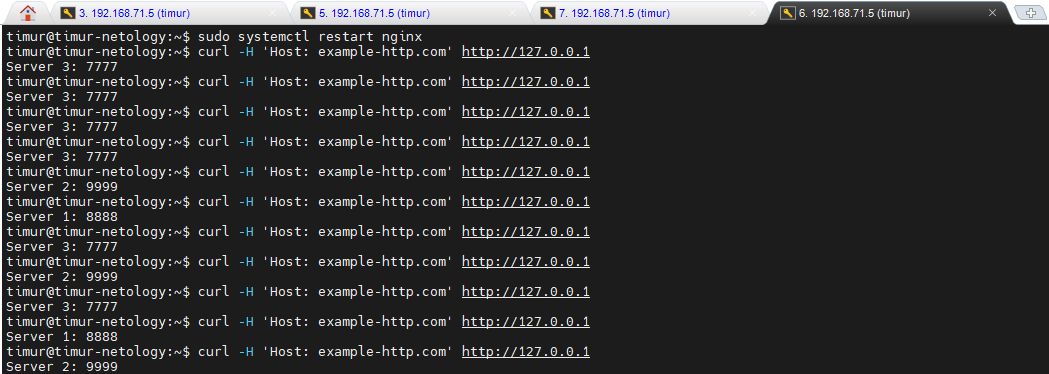 3. 192.168.71.5 (timur)
5. 192.168.71.5 (timur)
7. 192.168.71.5 (timur)
6. 192.168.71.5 (timur)
timur@timur-netology:~$ sudo systemctl restart nginx
timur@timur-netology:~$ curl -H 'Host: example-http.com' http://127.0.0.1
Server 3: 7777
timur@timur-netology:~$ curl -H 'Host: example-http.com' http://127.0.0.1
Server 3: 7777
timur@timur-netology:~$ curl -H 'Host: example-http.com' http://127.0.0.1
Server 3: 7777
timur@timur-netology:~$ curl -H 'Host: example-http.com' http://127.0.0.1
Server 3: 7777
timur@timur-netology:~$ curl -H 'Host: example-http.com' http://127.0.0.1
Server 2: 9999
timur@timur-netology:~$ curl -H 'Host: example-http.com' http://127.0.0.1
Server 1: 8888
timur@timur-netology:~$ curl -H 'Host: example-http.com' http://127.0.0.1
Server 3: 7777
timur@timur-netology:~$ curl -H 'Host: example-http.com' http://127.0.0.1
Server 2: 9999
timur@timur-netology:~$ curl -H 'Host: example-http.com' http://127.0.0.1
Server 3: 7777
timur@timur-netology:~$ curl -H 'Host: example-http.com' http://127.0.0.1
Server 1: 8888
timur@timur-netology:~$ curl -H 'Host: example-http.com' http://127.0.0.1
Server 2: 9999